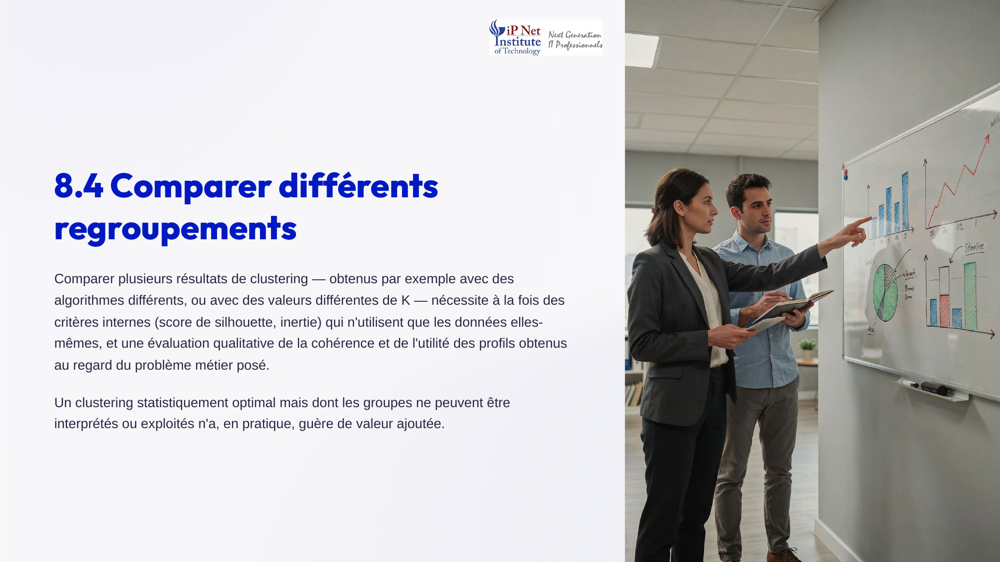 iP Net
Institute
of Technology
Next Generation
IT Professionnels
8.4 Comparer différents
regroupements
Comparer plusieurs résultats de clustering — obtenus par exemple avec des
algorithmes différents, ou avec des valeurs différentes de K — nécessite à la fois des
critères internes (score de silhouette, inertie) qui n'utilisent que les données elles-
mêmes, et une évaluation qualitative de la cohérence et de l'utilité des profils obtenus
au regard du problème métier posé.
Un clustering statistiquement optimal mais dont les groupes ne peuvent être
interprétés ou exploités n'a, en pratique, guère de valeur ajoutée.